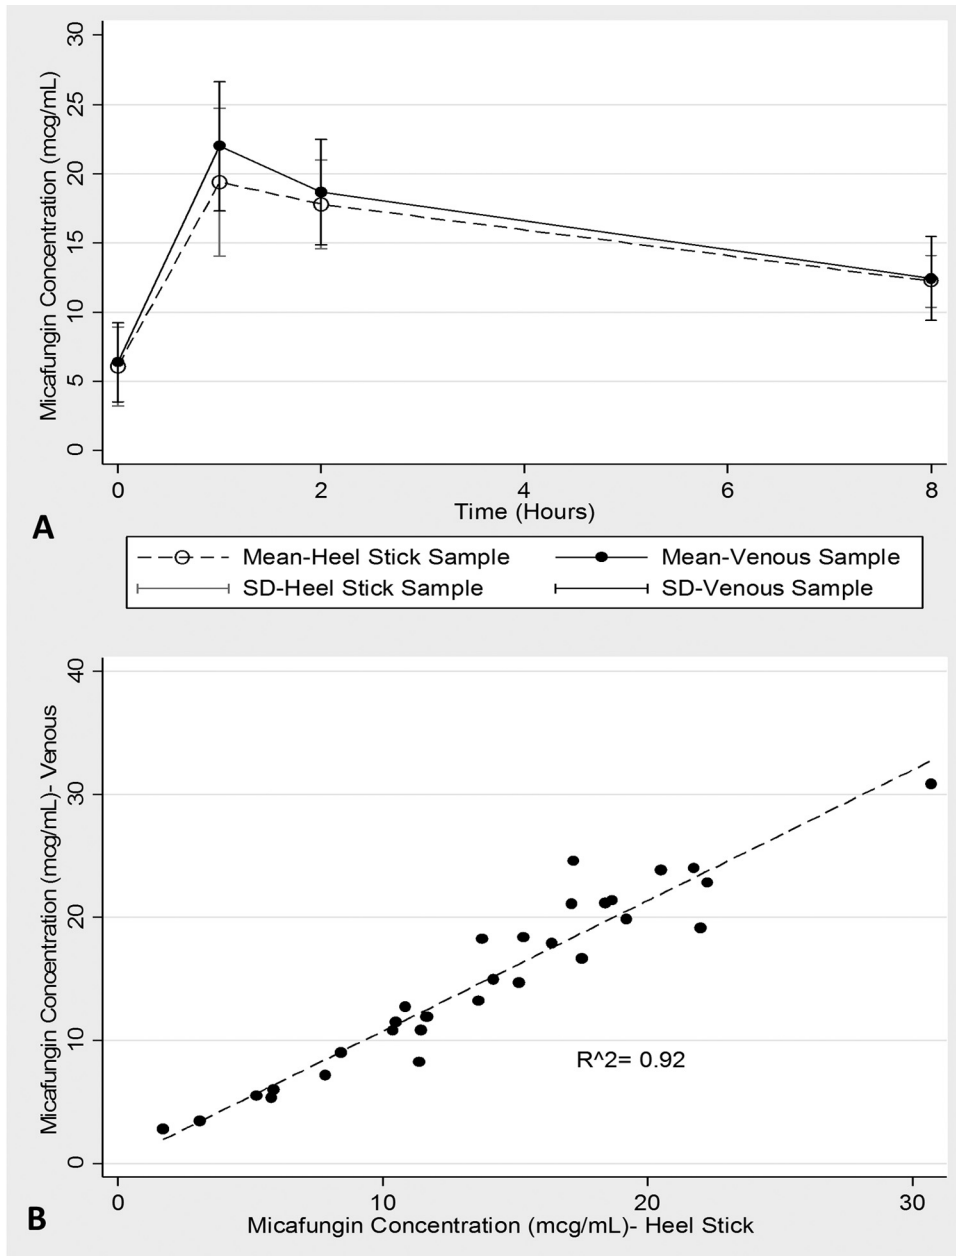 30
25
20
15
10
5
0
Micafungin Concentration (mcg/mL)
0 2 4 6 8
Time (Hours)
A
Mean-Heel Stick Sample Mean-Venous Sample
SD-Heel Stick Sample SD-Venous Sample
40
30
20
10
0
Micafungin Concentration (mcg/mL)- Venous
R^2= 0.92
0 10 20 30
Micafungin Concentration (mcg/mL)- Heel Stick
B